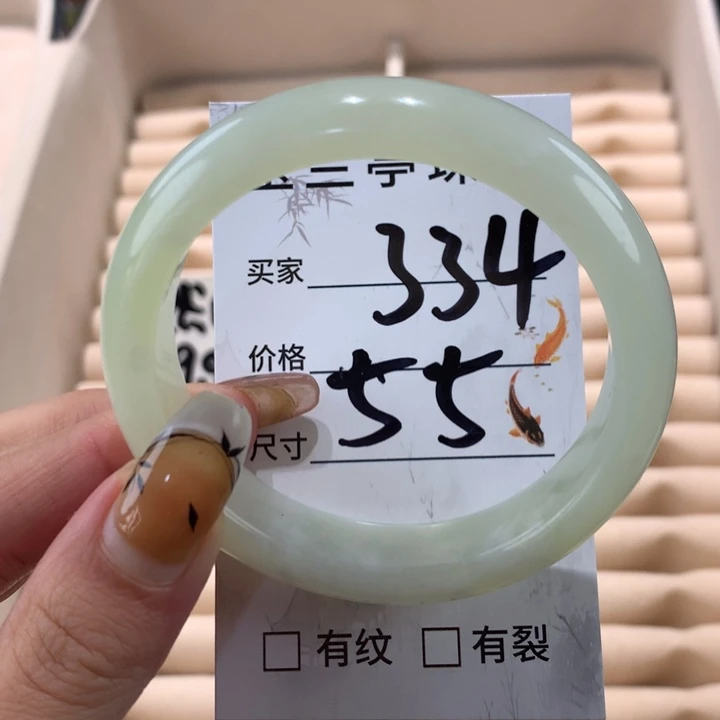 买家 334
价格
尺寸 55
□ 有纹 □ 有裂